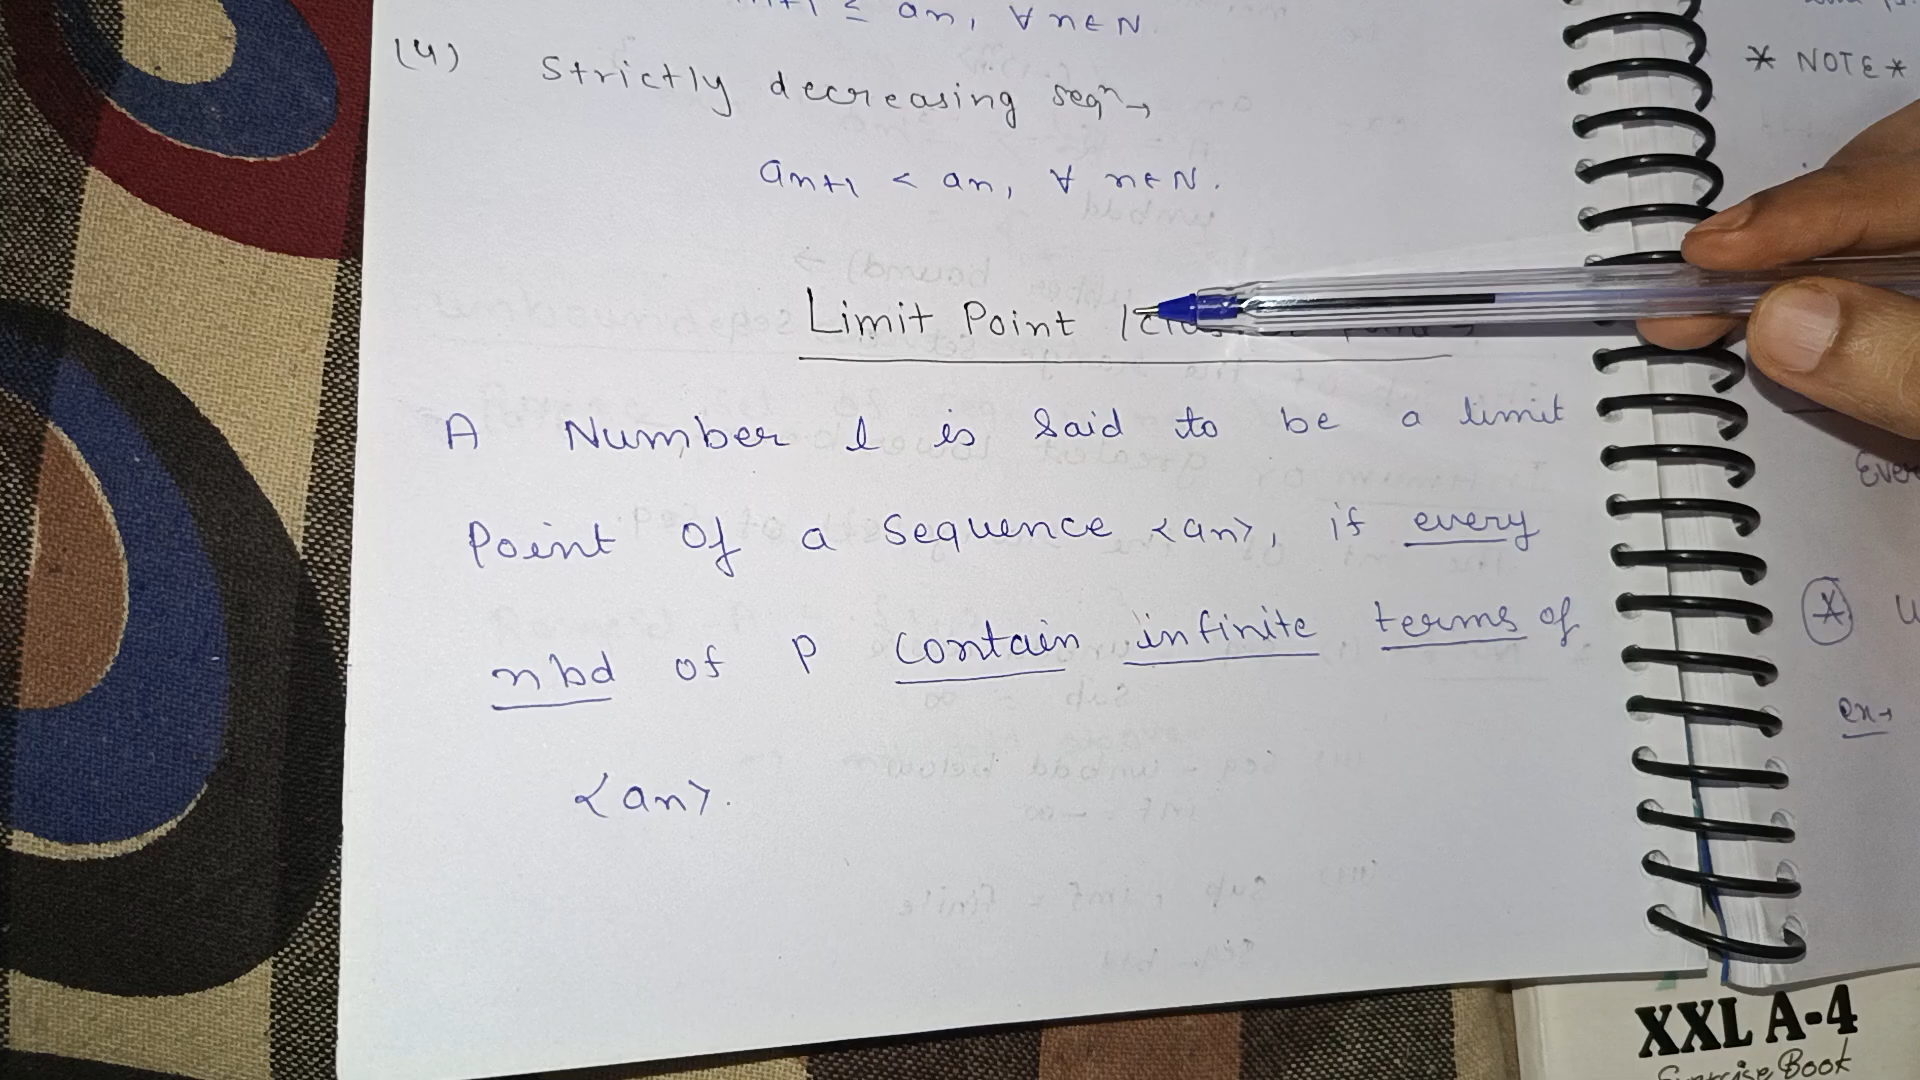 ≤ an, ∀ n∈N.
(4) Strictly decreasing seqⁿ→
an+1 < an, ∀ n∈N.
Limit Point
A Number l is said to be a limit
Point of a sequence <an>, if every
nbd of P contain infinite terms of
<an>.
* NOTE *
ex→
XXL A-4
Book